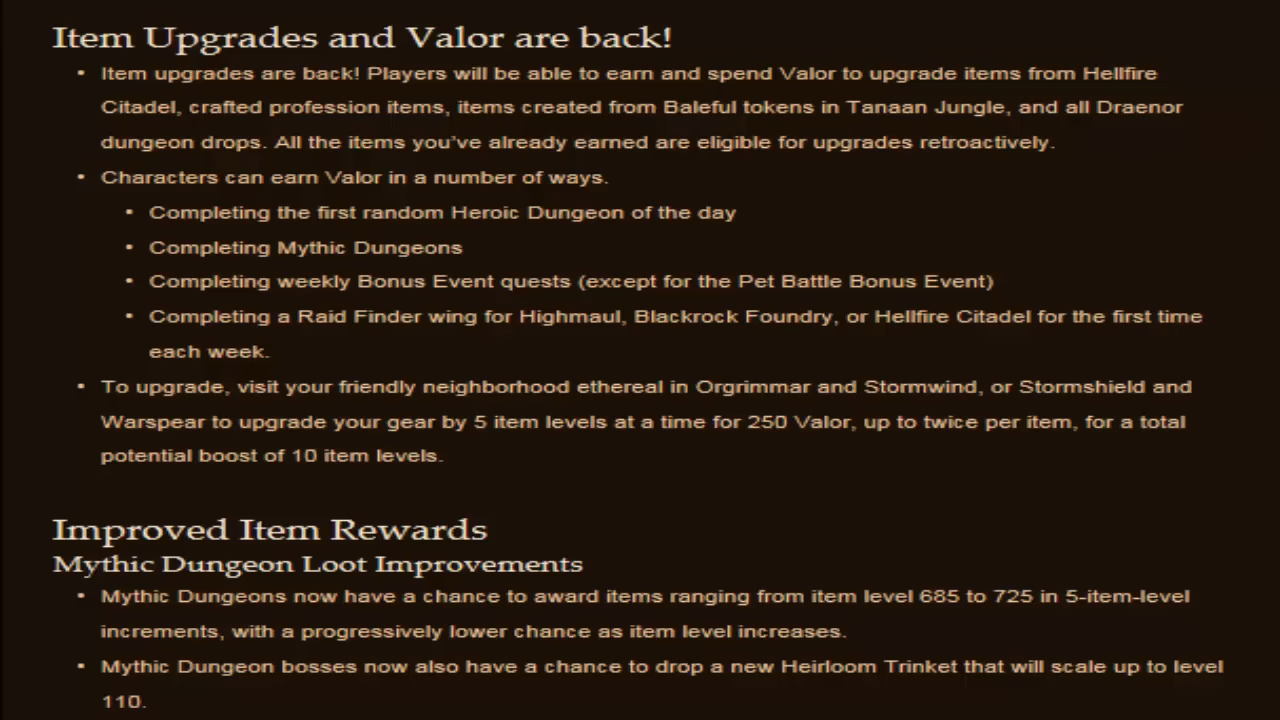 Item Upgrades and Valor are back!
• Item upgrades are back! Players will be able to earn and spend Valor to upgrade items from Hellfire
Citadel, crafted profession items, items created from Baleful tokens in Tanaan Jungle, and all Draenor
dungeon drops. All the items you've already earned are eligible for upgrades retroactively.
• Characters can earn Valor in a number of ways.
• Completing the first random Heroic Dungeon of the day
• Completing Mythic Dungeons
• Completing weekly Bonus Event quests (except for the Pet Battle Bonus Event)
• Completing a Raid Finder wing for Highmaul, Blackrock Foundry, or Hellfire Citadel for the first time
each week.
• To upgrade, visit your friendly neighborhood ethereal in Orgrimmar and Stormwind, or Stormshield and
Warspear to upgrade your gear by 5 item levels at a time for 250 Valor, up to twice per item, for a total
potential boost of 10 item levels.
Improved Item Rewards
Mythic Dungeon Loot Improvements
• Mythic Dungeons now have a chance to award items ranging from item level 685 to 725 in 5-item-level
increments, with a progressively lower chance as item level increases.
• Mythic Dungeon bosses now also have a chance to drop a new Heirloom Trinket that will scale up to level
110.